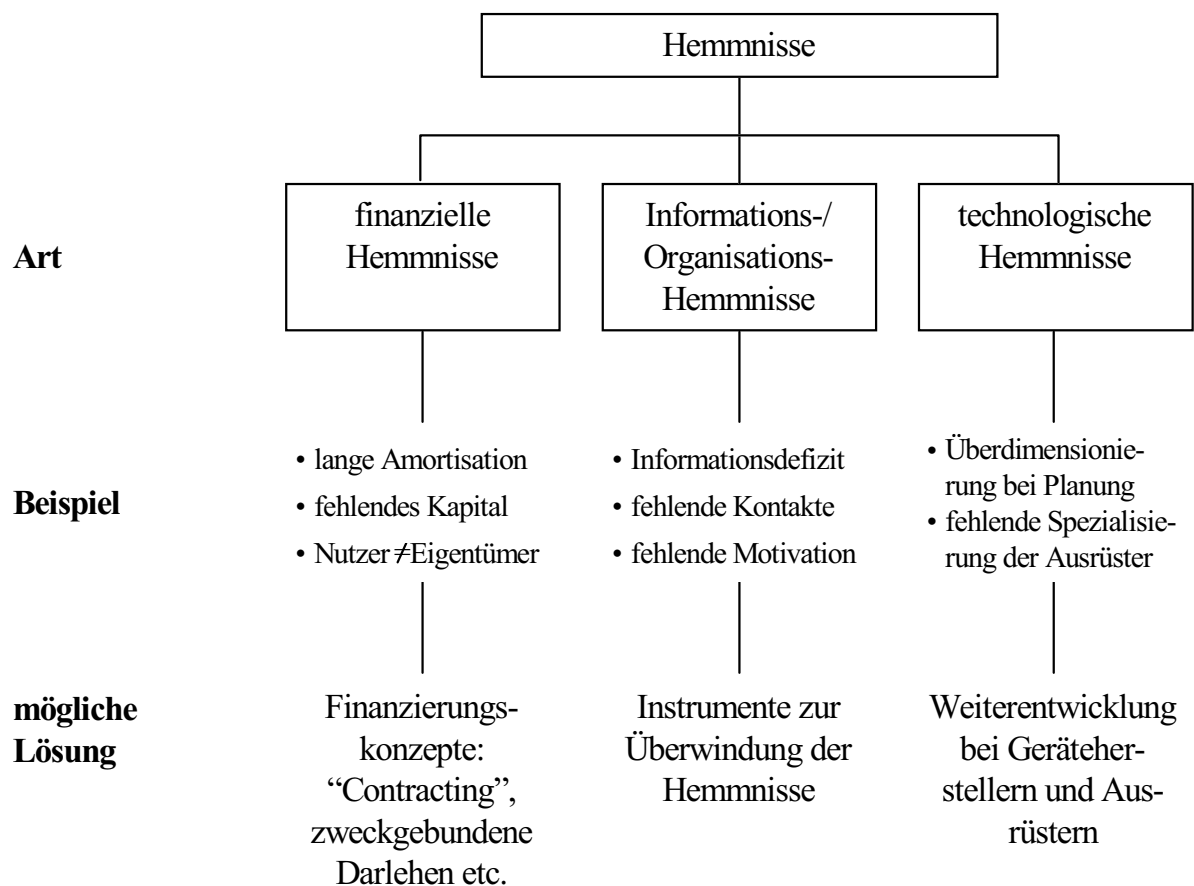 Hemmnisse
Art
finanzielle
Hemmnisse
Informations-/
Organisations-
Hemmnisse
technologische
Hemmnisse
Beispiel
• lange Amortisation
• fehlendes Kapital
• Nutzer ≠Eigentümer
• Informationsdefizit
• fehlende Kontakte
• fehlende Motivation
• Überdimensionie-
rung bei Planung
• fehlende Spezialisie-
rung der Ausrüster
mögliche
Lösung
Finanzierungs-
konzepte:
“Contracting”,
zweckgebundene
Darlehen etc.
Instrumente zur
Überwindung der
Hemmnisse
Weiterentwicklung
bei Geräteher-
stellern und Aus-
rüstern